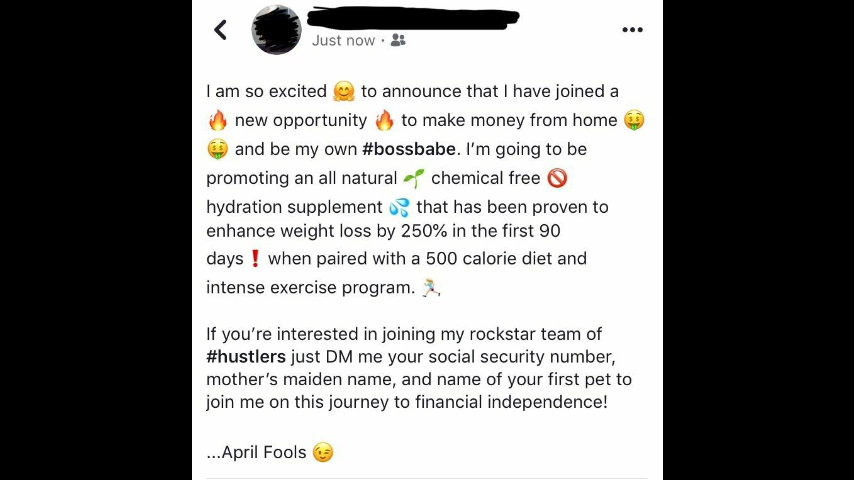 Just now ·
I am so excited 🤗 to announce that I have joined a
🔥 new opportunity 🔥 to make money from home 🤑
🤑 and be my own #bossbabe. I'm going to be
promoting an all natural 🌱 chemical free 🚫
hydration supplement 💦 that has been proven to
enhance weight loss by 250% in the first 90
days ❗ when paired with a 500 calorie diet and
intense exercise program. 🏃🏼‍♀️
If you're interested in joining my rockstar team of
#hustlers just DM me your social security number,
mother's maiden name, and name of your first pet to
join me on this journey to financial independence!
...April Fools 😉